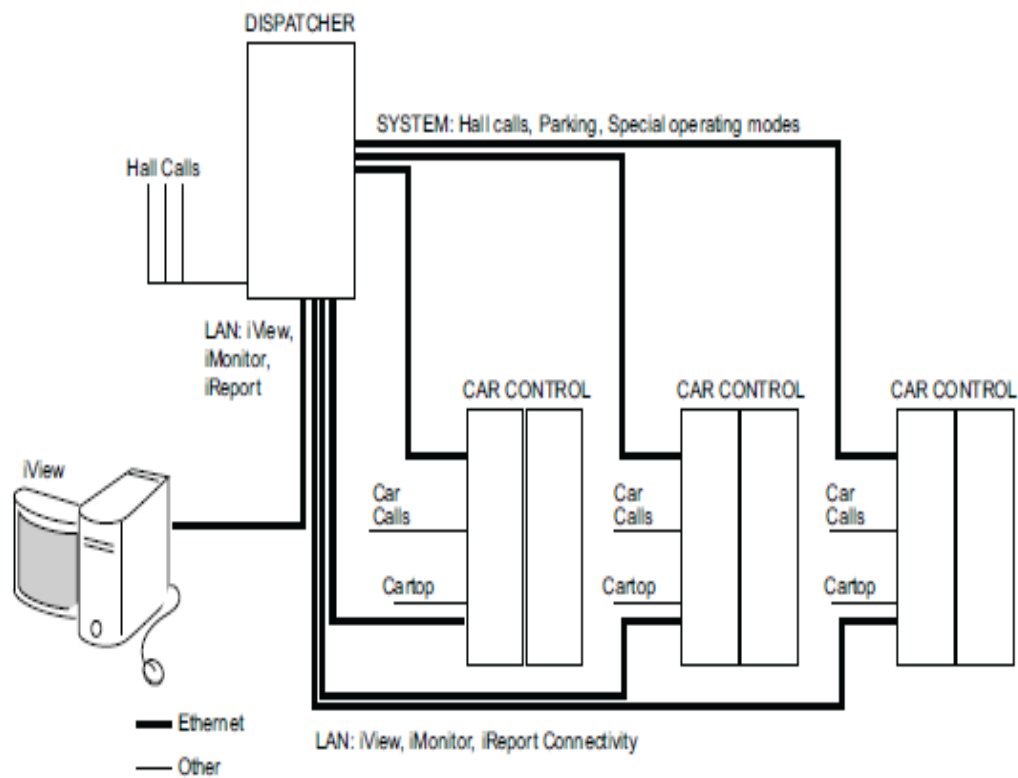 DISPATCHER
SYSTEM: Hall calls, Parking, Special operating modes
Hall Calls
LAN: iView,
iMonitor,
iReport
CAR CONTROL
CAR CONTROL
CAR CONTROL
iView
Car
Calls
Car
Calls
Car
Calls
Cartop
Cartop
Cartop
Ethernet
LAN: iView, iMonitor, iReport Connectivity
Other